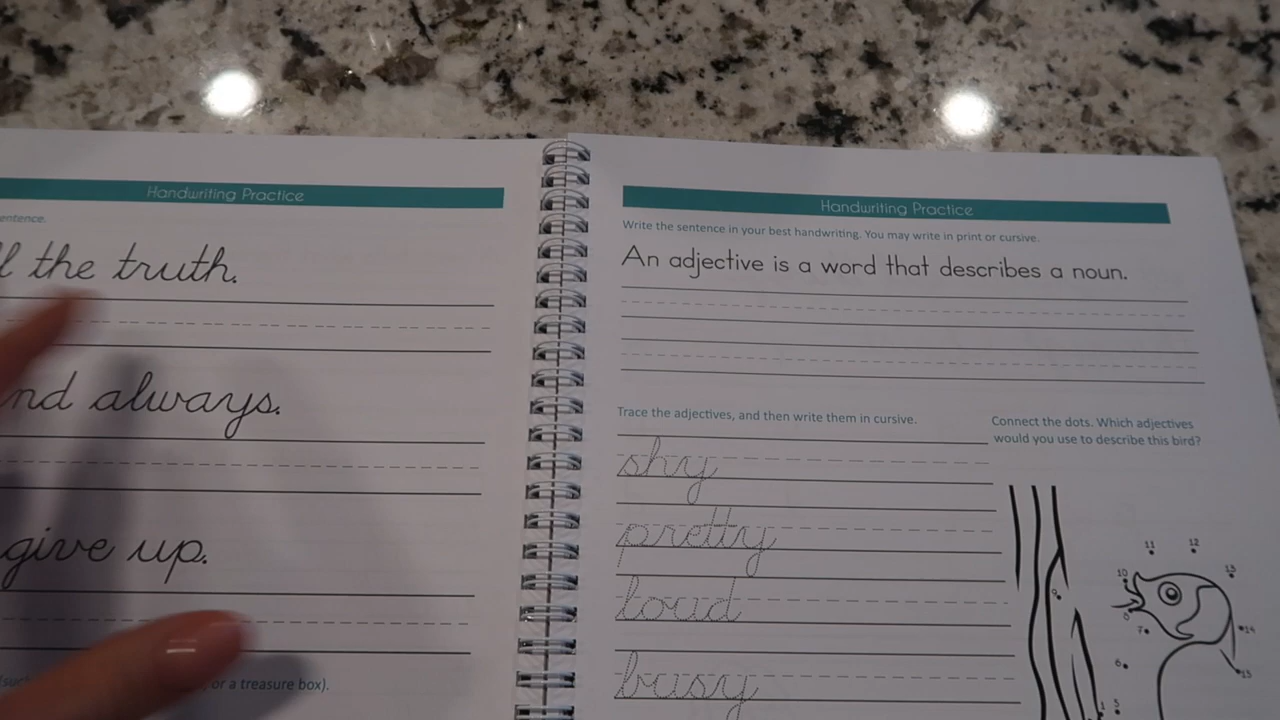 Handwriting Practice
entence.
the truth.
nd always.
give up.
or a treasure box).
Handwriting Practice
Write the sentence in your best handwriting. You may write in print or cursive.
An adjective is a word that describes a noun.
Trace the adjectives, and then write them in cursive.
shy
pretty
loud
busy
Connect the dots. Which adjectives
would you use to describe this bird?
11
12
10
13
9
7
14
6
15
1
5